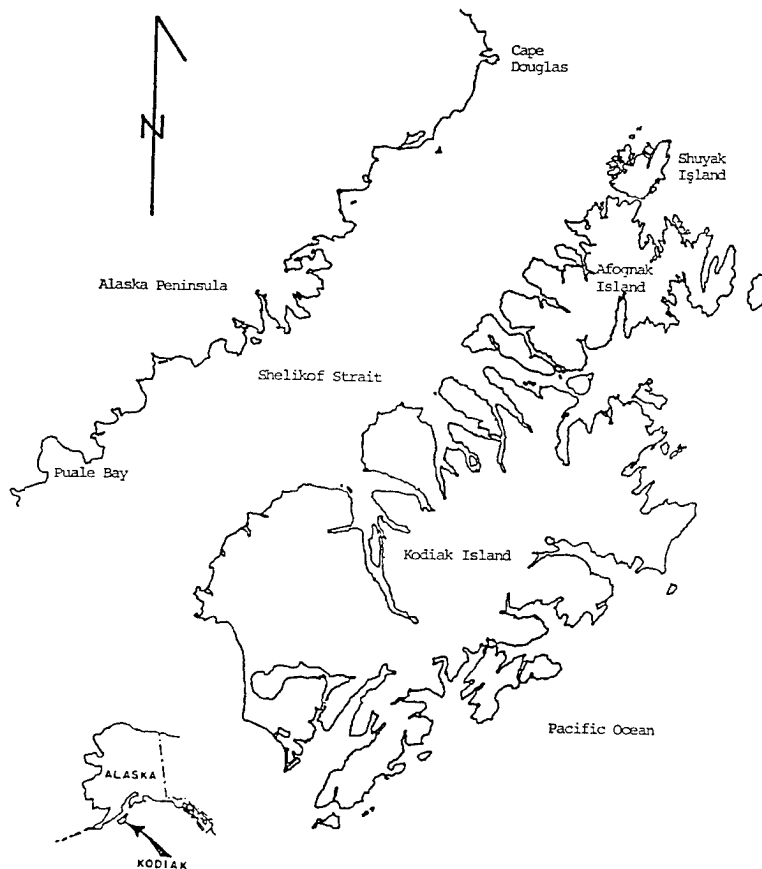 Cape
Douglas
N
Shuyak
Island
Alaska Peninsula
Afognak
Island
Shelikof Strait
Puale Bay
Kodiak Island
Pacific Ocean
ALASKA
KODIAK